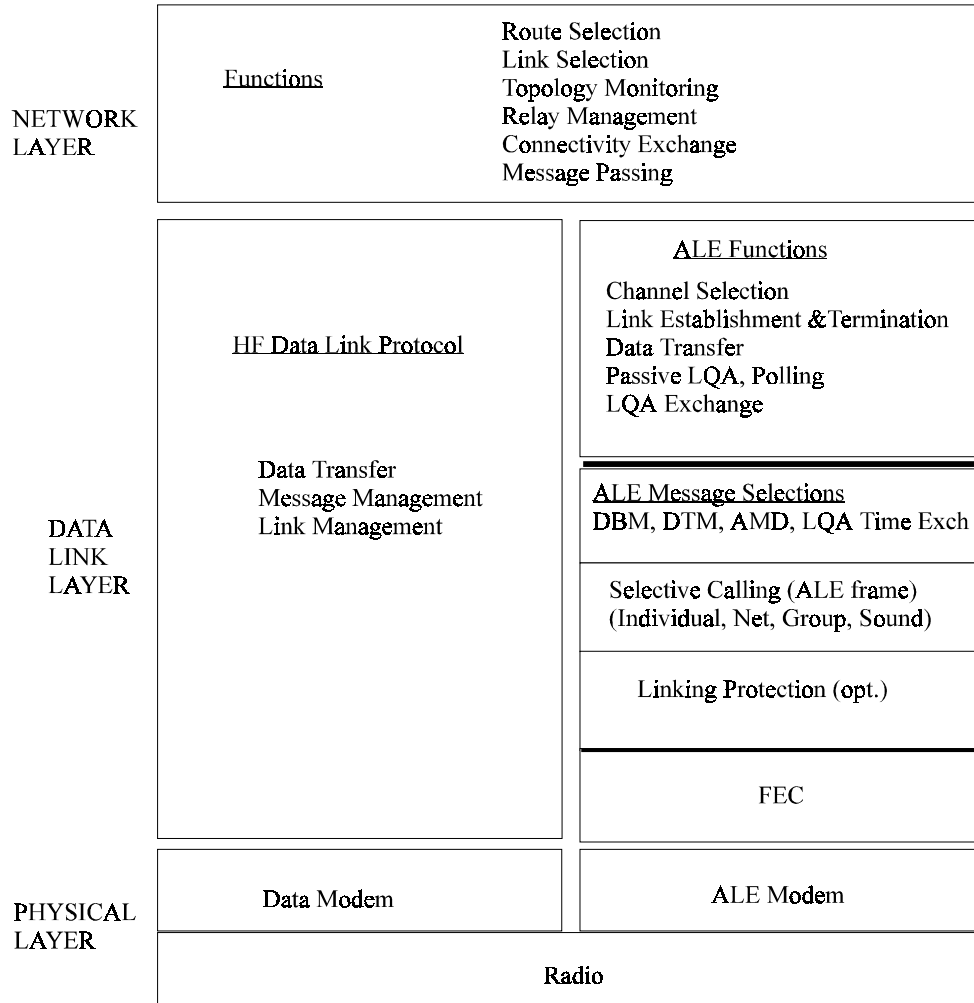 NETWORK
LAYER
Functions
Route Selection
Link Selection
Topology Monitoring
Relay Management
Connectivity Exchange
Message Passing
DATA
LINK
LAYER
HF Data Link Protocol
Data Transfer
Message Management
Link Management
ALE Functions
Channel Selection
Link Establishment &Termination
Data Transfer
Passive LQA, Polling
LQA Exchange
ALE Message Selections
DBM, DTM, AMD, LQA Time Exch
Selective Calling (ALE frame)
(Individual, Net, Group, Sound)
Linking Protection (opt.)
FEC
PHYSICAL
LAYER
Data Modem
ALE Modem
Radio